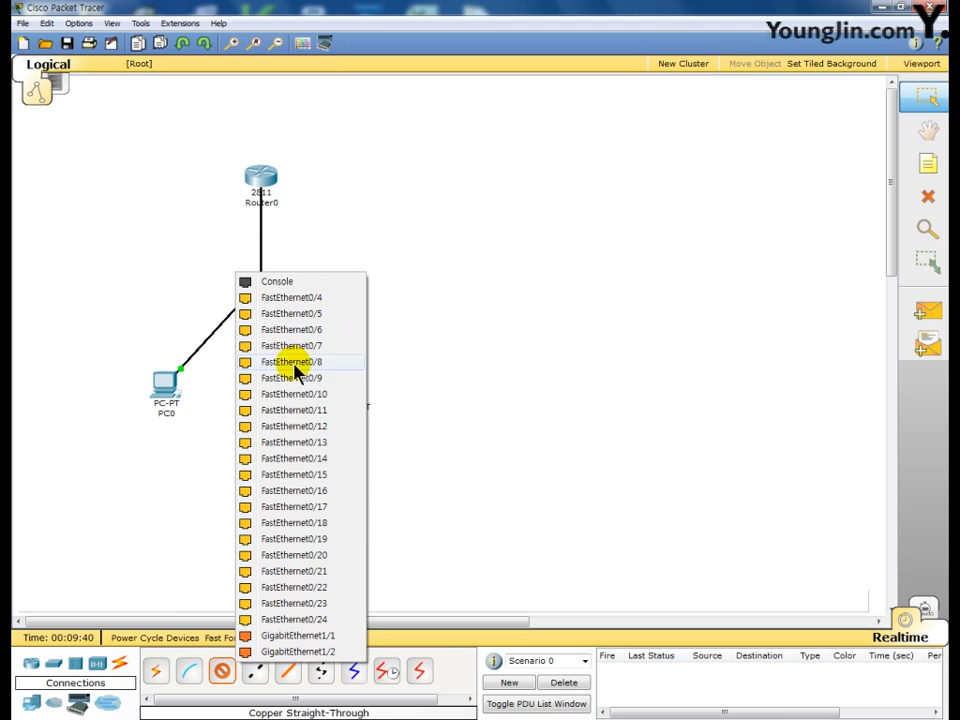 Cisco Packet Tracer
File Edit View Options Tools Extensions Help
YoungJin.com Y.
Logical
[Root]
New Cluster
Move Object
Set Tiled Background
Viewport
2811
Router0
PC-PT
PC0
T
Console
FastEthernet0/4
FastEthernet0/5
FastEthernet0/6
FastEthernet0/7
FastEthernet0/8
FastEthernet0/9
FastEthernet0/10
FastEthernet0/11
FastEthernet0/12
FastEthernet0/13
FastEthernet0/14
FastEthernet0/15
FastEthernet0/16
FastEthernet0/17
FastEthernet0/18
FastEthernet0/19
FastEthernet0/20
FastEthernet0/21
FastEthernet0/22
FastEthernet0/23
FastEthernet0/24
GigabitEthernet1/1
GigabitEthernet1/2
Time: 00:09:40
Power Cycle Devices Fast Fo
Realtime
Connections
Copper Straight-Through
Scenario 0
New
Delete
Toggle PDU List Window
Fire Last Status Source Destination Type Color Time (sec) Per